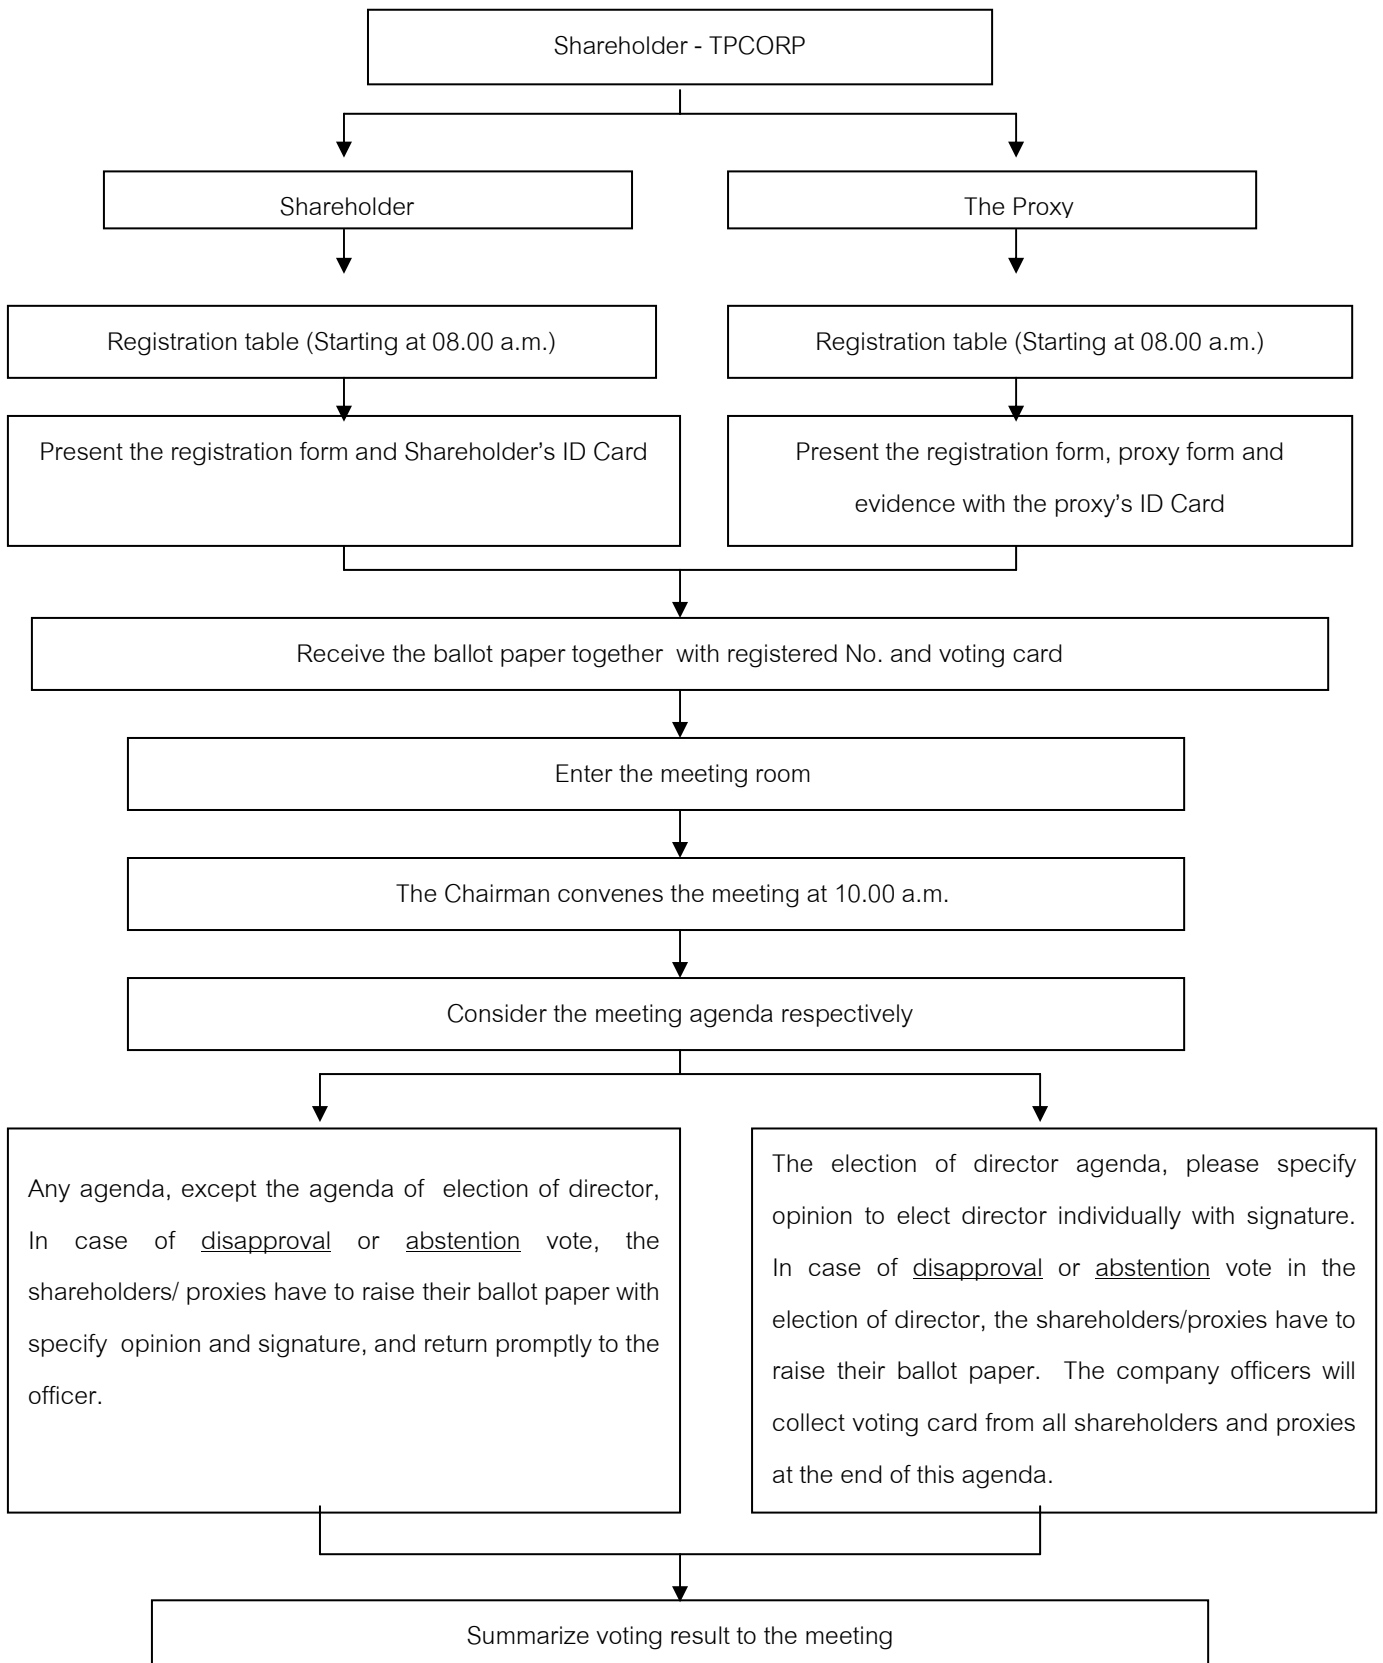 Shareholder - TPCORP
Shareholder
The Proxy
Registration table (Starting at 08.00 a.m.)
Registration table (Starting at 08.00 a.m.)
Present the registration form and Shareholder's ID Card
Present the registration form, proxy form and
evidence with the proxy's ID Card
Receive the ballot paper together  with registered No. and voting card
Enter the meeting room
The Chairman convenes the meeting at 10.00 a.m.
Consider the meeting agenda respectively
Any agenda, except the agenda of  election of director,
In case of disapproval or abstention vote, the
shareholders/ proxies have to raise their ballot paper with
specify  opinion and signature, and return promptly to the
officer.
The election of director agenda, please specify
opinion to elect director individually with signature.
In case of disapproval or abstention vote in the
election of director, the shareholders/proxies have to
raise their ballot paper.  The company officers will
collect voting card from all shareholders and proxies
at the end of this agenda.
Summarize voting result to the meeting